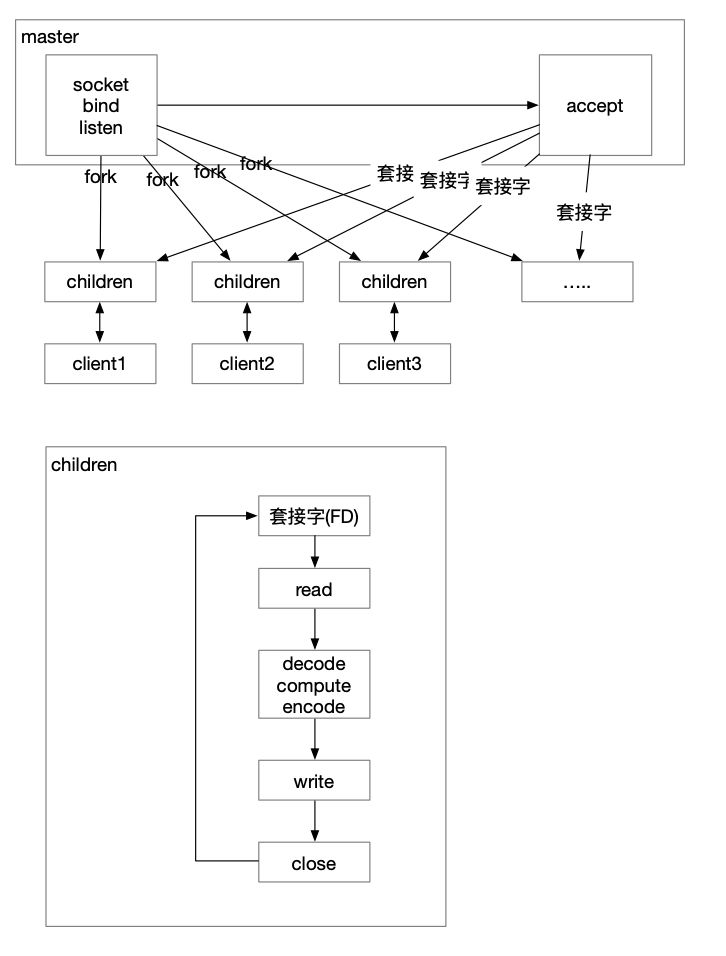 master
socket
bind
listen
accept
fork
fork
fork
fork
套接
套接字
套接字
套接字
children
children
children
.....
client1
client2
client3
children
套接字(FD)
read
decode
compute
encode
write
close